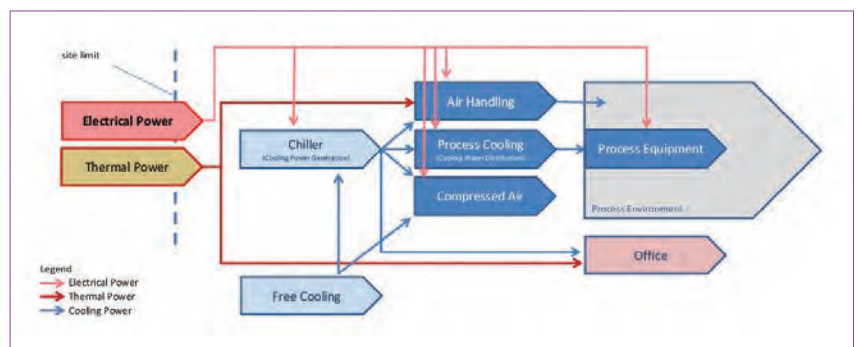 site limit
Electrical Power
Thermal Power
Chiller
(Cooling Power Generation)
Air Handling
Process Cooling
(Cooling Water Distribution)
Compressed Air
Process Equipment
Process Environment
Office
Free Cooling
Legend
Electrical Power
Thermal Power
Cooling Power